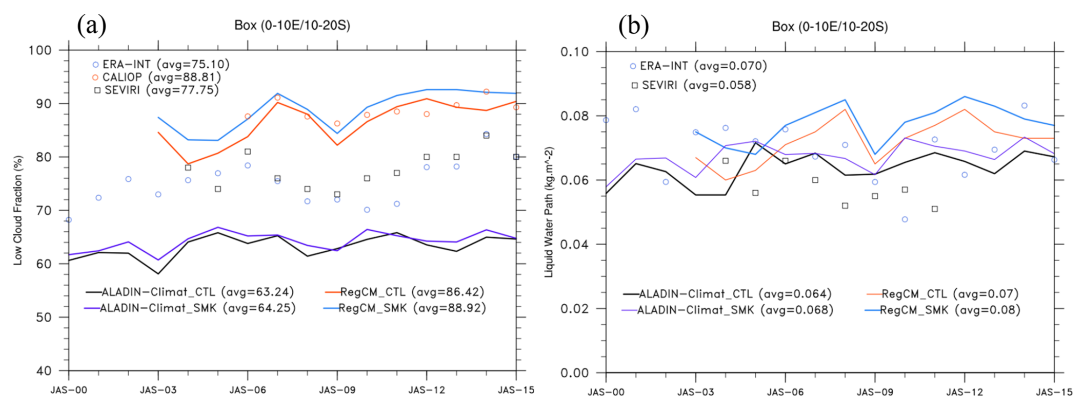 (a)
Box (0-10E/10-20S)
Low Cloud Fraction (%)
100
90
80
70
60
50
40
ERA-INT (avg=75.10)
CALIOP (avg=88.81)
SEVIRI (avg=77.75)
ALADIN-Climat_CTL (avg=63.24)
RegCM_CTL (avg=86.42)
ALADIN-Climat_SMK (avg=64.25)
RegCM_SMK (avg=88.92)
JAS-00
JAS-03
JAS-06
JAS-09
JAS-12
JAS-15
(b)
Box (0-10E/10-20S)
Liquid Water Path (kg.m^-2)
0.10
0.08
0.06
0.04
0.02
0.00
ERA-INT (avg=0.070)
SEVIRI (avg=0.058)
ALADIN-Climat_CTL (avg=0.064)
RegCM_CTL (avg=0.07)
ALADIN-Climat_SMK (avg=0.068)
RegCM_SMK (avg=0.08)
JAS-00
JAS-03
JAS-06
JAS-09
JAS-12
JAS-15